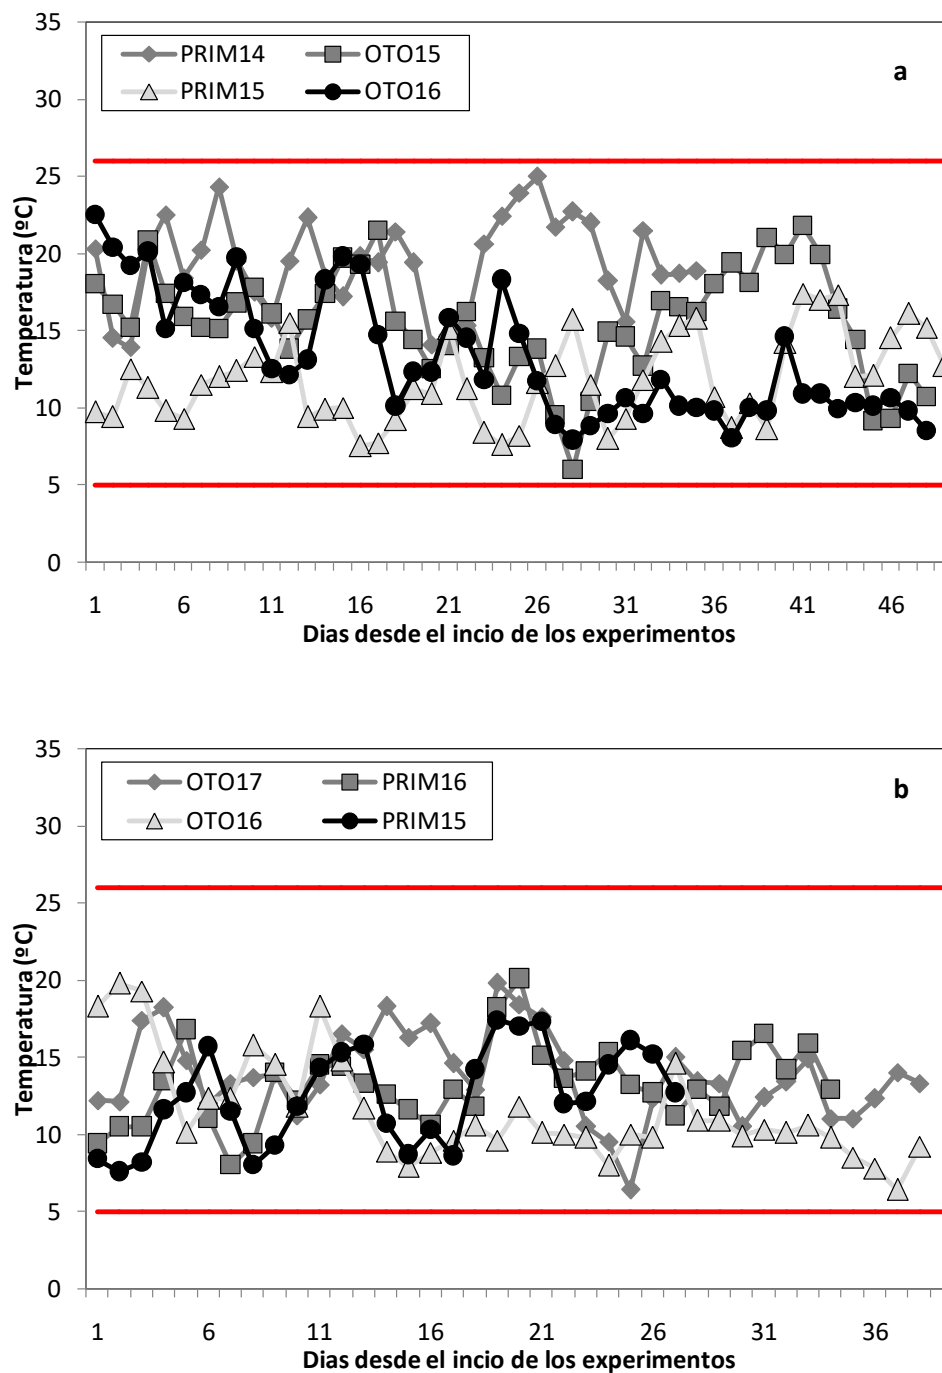 35
30
25
20
15
10
5
0
Temperatura (ºC)
PRIM14 OTO15
PRIM15 OTO16
a
1 6 11 16 21 26 31 36 41 46
Dias desde el incio de los experimentos
35
30
25
20
15
10
5
0
Temperatura (ºC)
OTO17 PRIM16
OTO16 PRIM15
b
1 6 11 16 21 26 31 36
Dias desde el incio de los experimentos